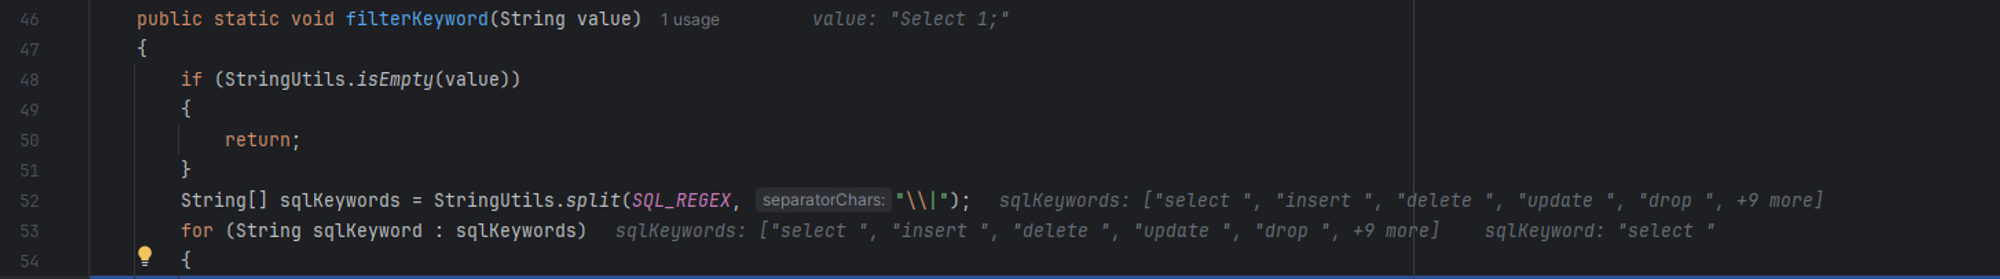 46 public static void filterKeyword(String value) 1 usage value: "Select 1;"
47 {
48 if (StringUtils.isEmpty(value))
49 {
50 return;
51 }
52 String[] sqlKeywords = StringUtils.split(SQL_REGEX, separatorChars: "\\|"); sqlKeywords: ["select ", "insert ", "delete ", "update ", "drop ", +9 more]
53 for (String sqlKeyword : sqlKeywords) sqlKeywords: ["select ", "insert ", "delete ", "update ", "drop ", +9 more] sqlKeyword: "select "
54 {